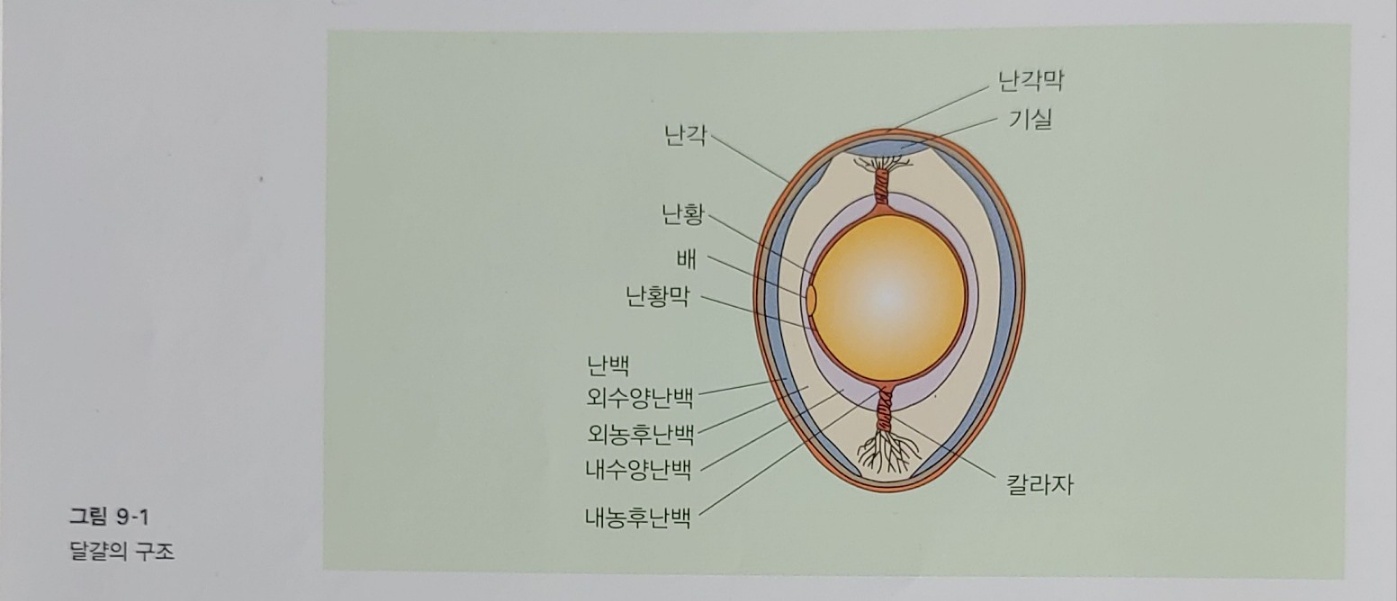 난각막
기실
난각
난황
배
난황막
난백
외수양난백
외농후난백
내수양난백
내농후난백
칼라자
그림 9-1
달걀의 구조